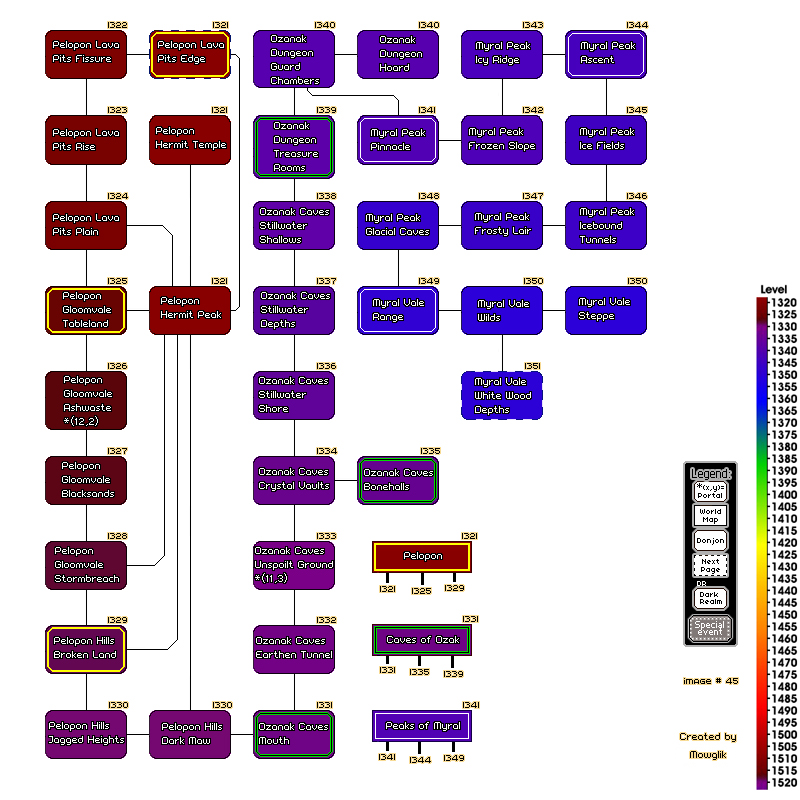 1322
Pelopon Lava
Pits Fissure
1321
Pelopon Lava
Pits Edge
1340
Ozanak
Dungeon
Guard
Chambers
1340
Ozanak
Dungeon
Hoard
1343
Myral Peak
Icy Ridge
1344
Myral Peak
Ascent
1323
Pelopon Lava
Pits Rise
1321
Pelopon
Hermit Temple
1339
Ozanak
Dungeon
Treasure
Rooms
1341
Myral Peak
Pinnacle
1342
Myral Peak
Frozen Slope
1345
Myral Peak
Ice Fields
1324
Pelopon Lava
Pits Plain
1338
Ozanak Caves
Stillwater
Shallows
1348
Myral Peak
Glacial Caves
1347
Myral Peak
Frosty Lair
1346
Myral Peak
Icebound
Tunnels
1325
Pelopon
Gloomvale
Tableland
1321
Pelopon
Hermit Peak
1337
Ozanak Caves
Stillwater
Depths
1349
Myral Vale
Range
1350
Myral Vale
Wilds
1350
Myral Vale
Steppe
1326
Pelopon
Gloomvale
Ashwaste
*(12,2)
1336
Ozanak Caves
Stillwater
Shore
1351
Myral Vale
White Wood
Depths
1327
Pelopon
Gloomvale
Blacksands
1334
Ozanak Caves
Crystal Vaults
1335
Ozanak Caves
Bonehalls
1328
Pelopon
Gloomvale
Stormbreach
1333
Ozanak Caves
Unspoilt Ground
*(11,3)
1321
Pelopon
1321
1325
1329
1329
Pelopon Hills
Broken Land
1332
Ozanak Caves
Earthen Tunnel
1331
Caves of Ozak
1331
1335
1339
1330
Pelopon Hills
Jagged Heights
1330
Pelopon Hills
Dark Maw
1331
Ozanak Caves
Mouth
1341
Peaks of Myral
1341
1344
1349
Legend:
*(x,y)=
Portal
World
Map
Donjon
Next
Page
DR
Dark
Realm
Special
event
image # 45
Created by
Mowglik
Level
1320
1325
1330
1335
1340
1345
1350
1355
1360
1365
1370
1375
1380
1385
1390
1395
1400
1405
1410
1415
1420
1425
1430
1435
1440
1445
1450
1455
1460
1465
1470
1475
1480
1485
1490
1495
1500
1505
1510
1515
1520